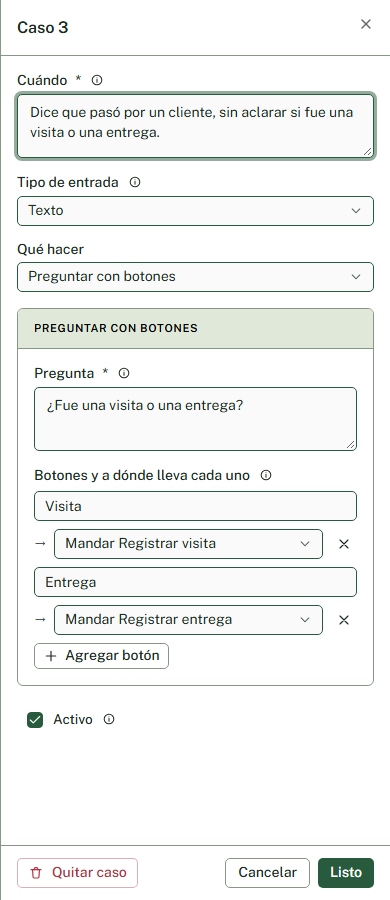 Caso 3
Cuándo *
Dice que pasó por un cliente, sin aclarar si fue una
visita o una entrega.
Tipo de entrada
Texto
Qué hacer
Preguntar con botones
PREGUNTAR CON BOTONES
Pregunta *
¿Fue una visita o una entrega?
Botones y a dónde lleva cada uno
Visita
→ Mandar Registrar visita
Entrega
→ Mandar Registrar entrega
+ Agregar botón
Activo
Quitar caso
Cancelar
Listo